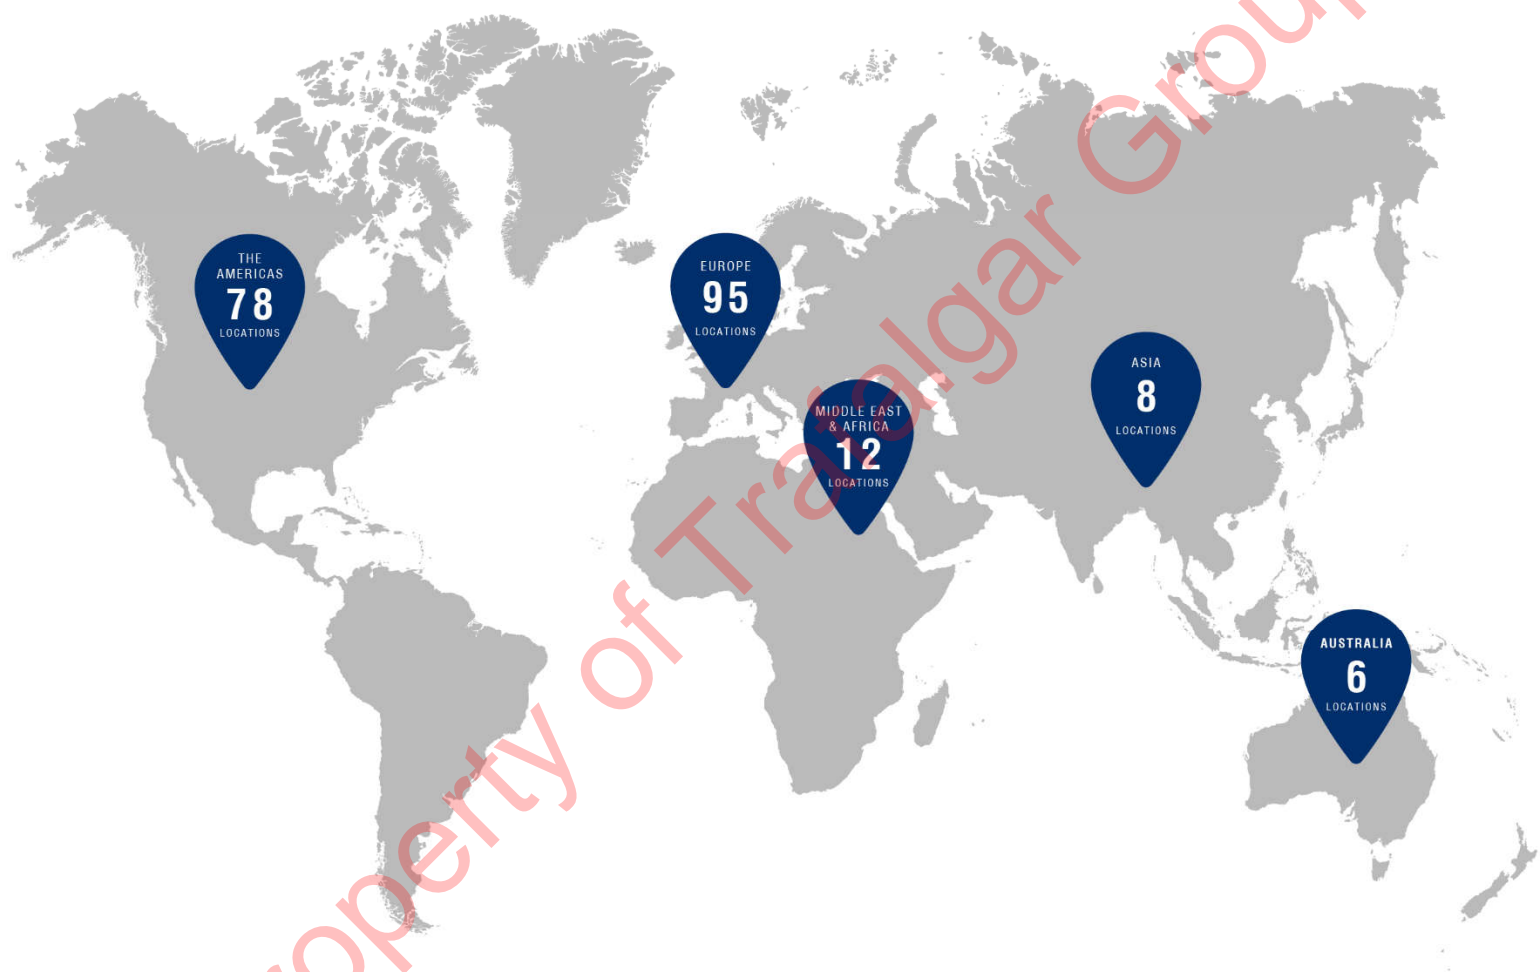 THE
AMERICAS
78
LOCATIONS
EUROPE
95
LOCATIONS
MIDDLE EAST
& AFRICA
12
LOCATIONS
ASIA
8
LOCATIONS
AUSTRALIA
6
LOCATIONS
Property of Trafalgar Group